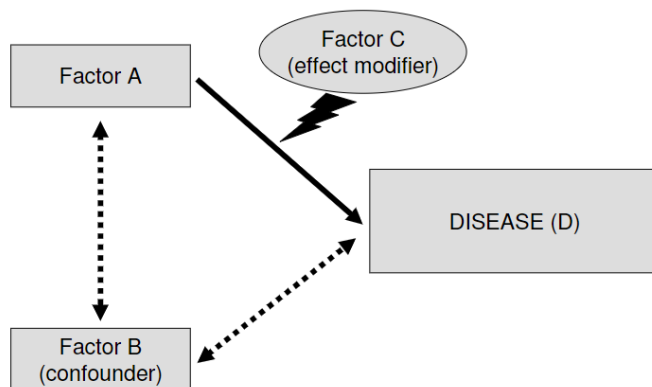 Factor C
(effect modifier)
Factor A
DISEASE (D)
Factor B
(confounder)